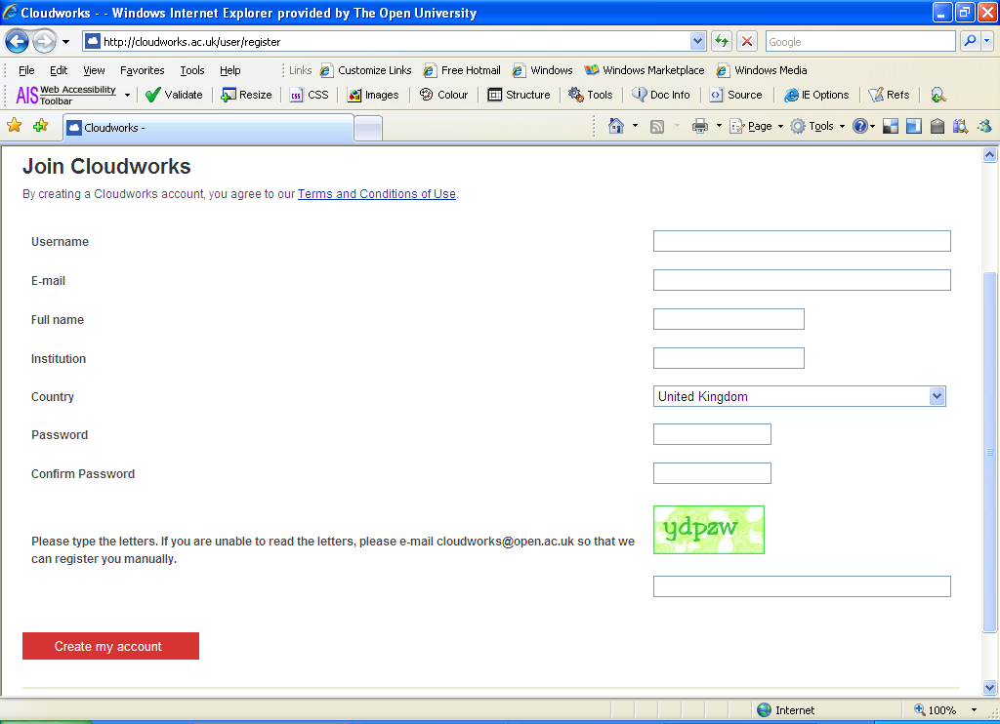 Cloudworks - - Windows Internet Explorer provided by The Open University
http://cloudworks.ac.uk/user/register
Google
File Edit View Favorites Tools Help Links Customize Links Free Hotmail Windows Windows Marketplace Windows Media
AIS Web Accessibility Toolbar Validate Resize CSS Images Colour Structure Tools Doc Info Source IE Options Refs
Cloudworks -
Page Tools
Join Cloudworks
By creating a Cloudworks account, you agree to our Terms and Conditions of Use.
Username
E-mail
Full name
Institution
Country United Kingdom
Password
Confirm Password
ydpzw
Please type the letters. If you are unable to read the letters, please e-mail cloudworks@open.ac.uk so that we
can register you manually.
Create my account
Internet 100%